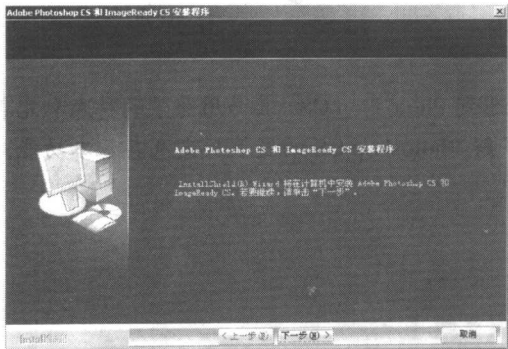 Adobe Photoshop CS 和 ImageReady CS 安装程序
Adobe Photoshop CS 和 ImageReady CS 安装程序
InstallShield(R) Wizard 将在计算机中安装 Adobe Photoshop CS 和
ImageReady CS。若要继续，请单击“下一步”。
InstallShield
<上一步(B) 下一步(N)> 取消